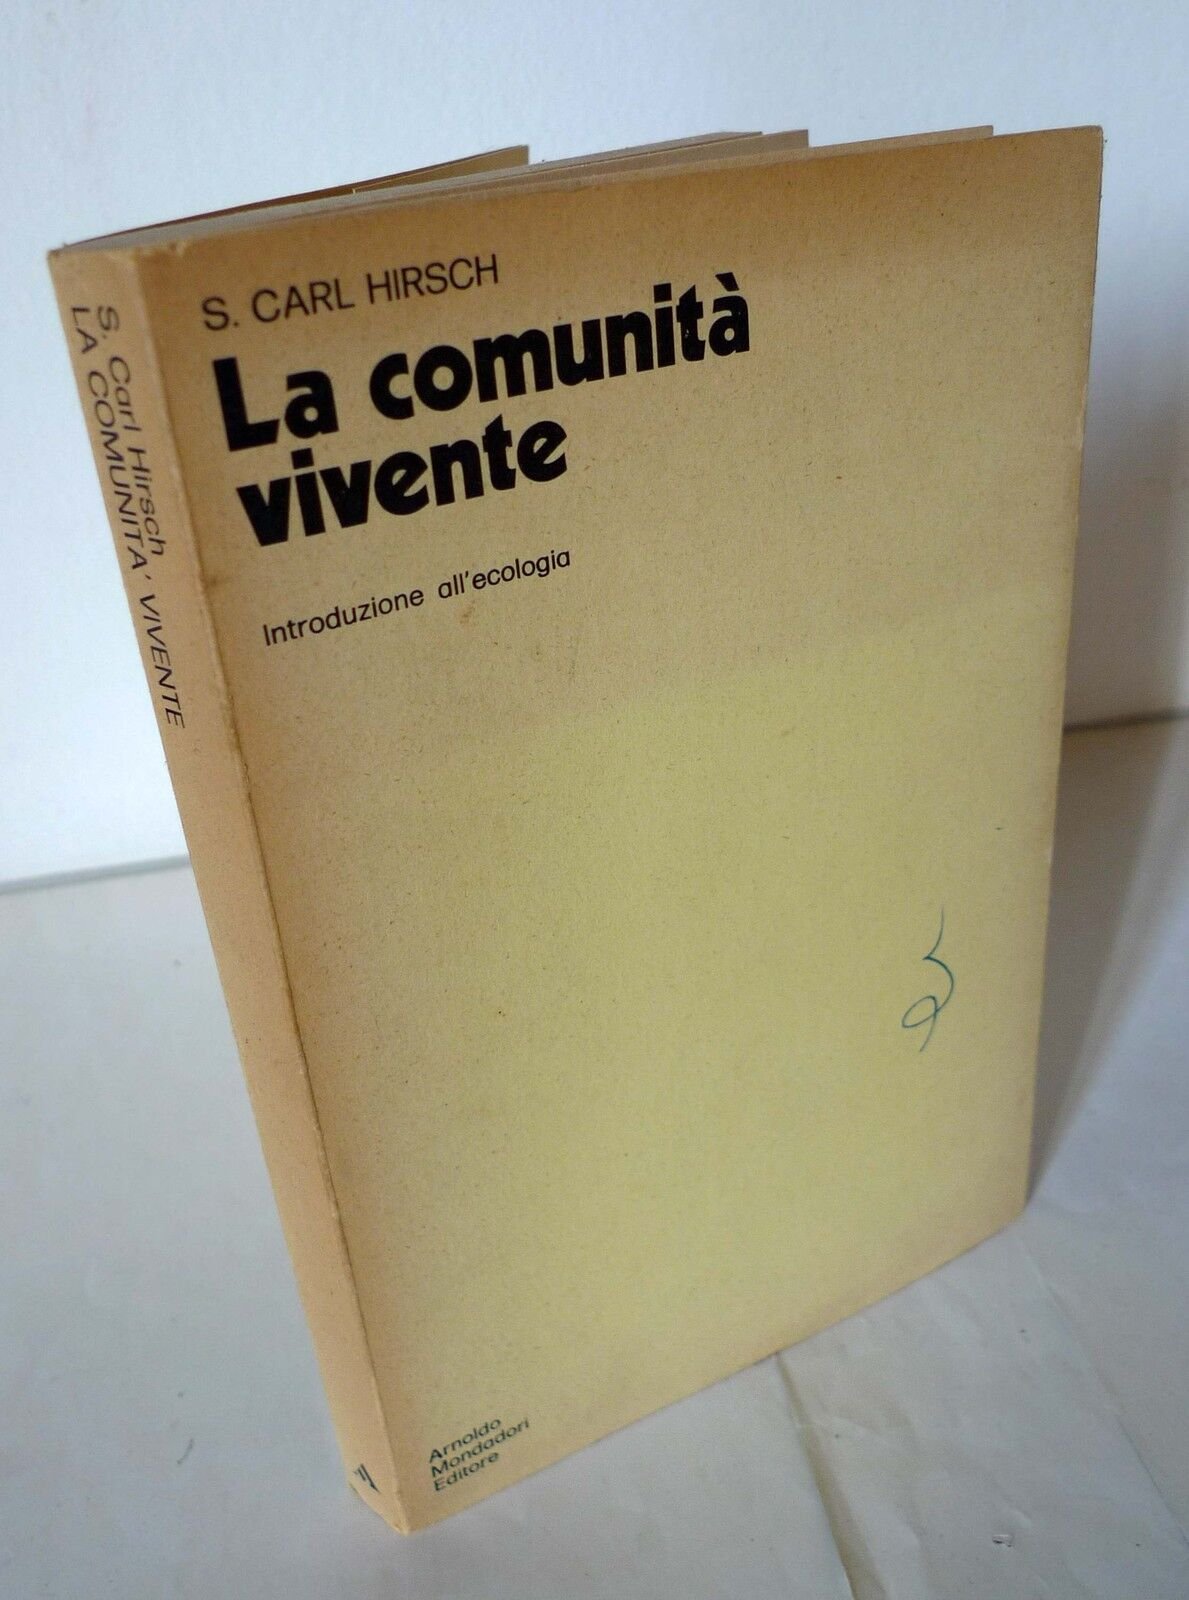 S. CARL HIRSCH
La comunità
vivente
Introduzione all'ecologia
Arnoldo
Mondadori
Editore
S. Carl Hirsch
LA COMUNITA' VIVENTE